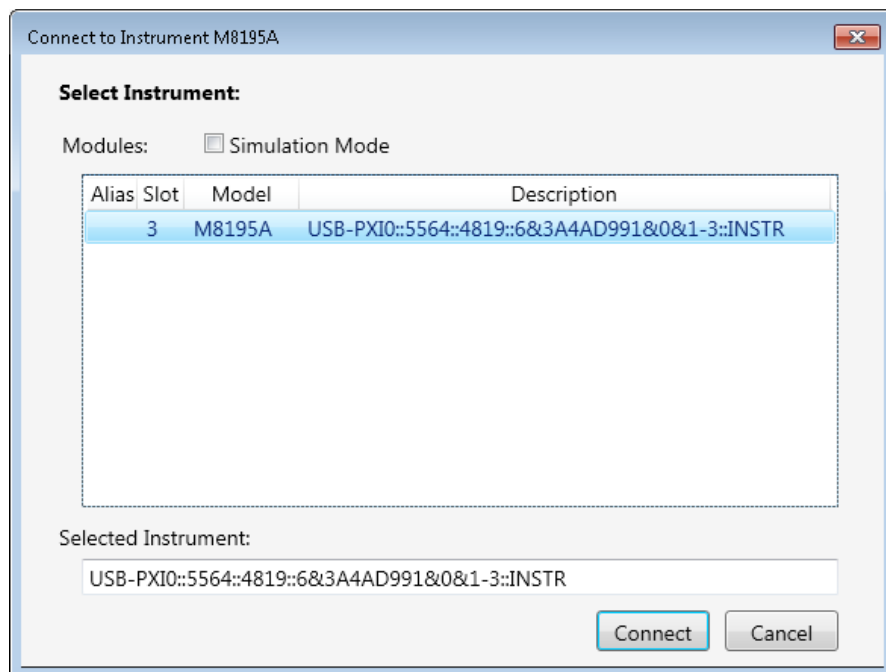 Connect to Instrument M8195A
Select Instrument:
Modules: Simulation Mode
Alias Slot Model Description
3 M8195A USB-PXI0::5564::4819::6&3A4AD991&0&1-3::INSTR
Selected Instrument:
USB-PXI0::5564::4819::6&3A4AD991&0&1-3::INSTR
Connect Cancel